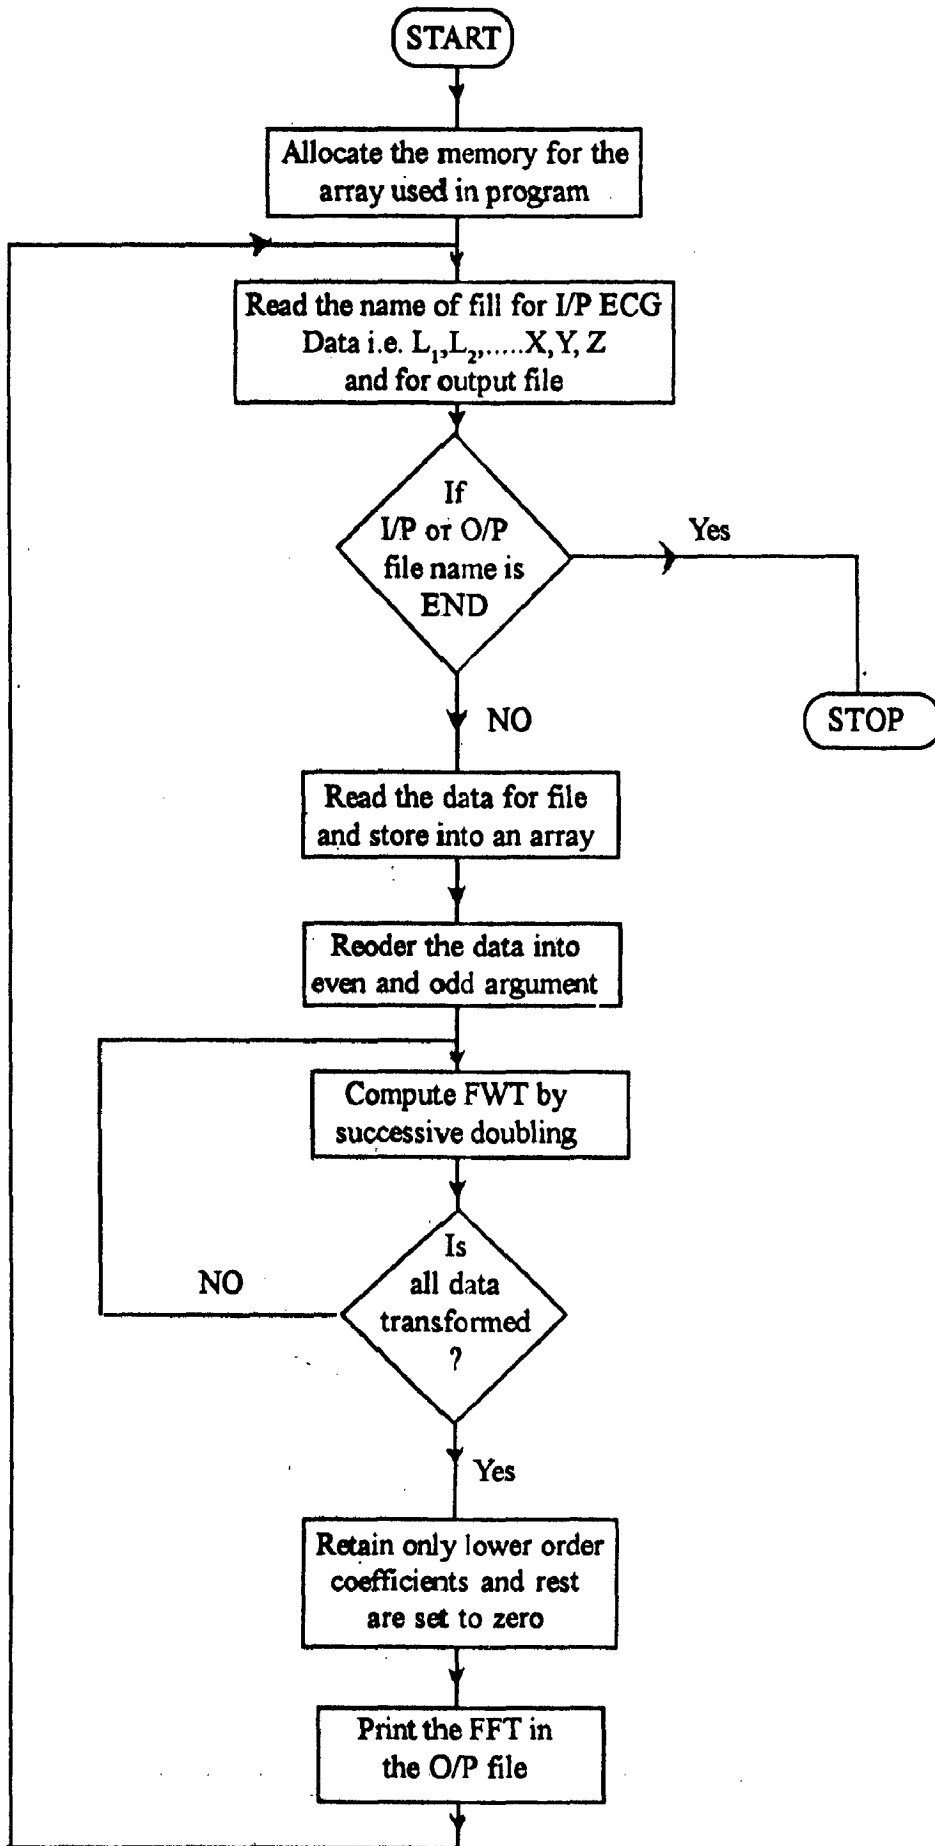 START
Allocate the memory for the
array used in program
Read the name of fill for I/P ECG
Data i.e. L₁,L₂,.....X,Y, Z
and for output file
If
I/P or O/P
file name is
END
Yes
STOP
NO
Read the data for file
and store into an array
Reoder the data into
even and odd argument
Compute FWT by
successive doubling
Is
all data
transformed
?
NO
Yes
Retain only lower order
coefficients and rest
are set to zero
Print the FFT in
the O/P file